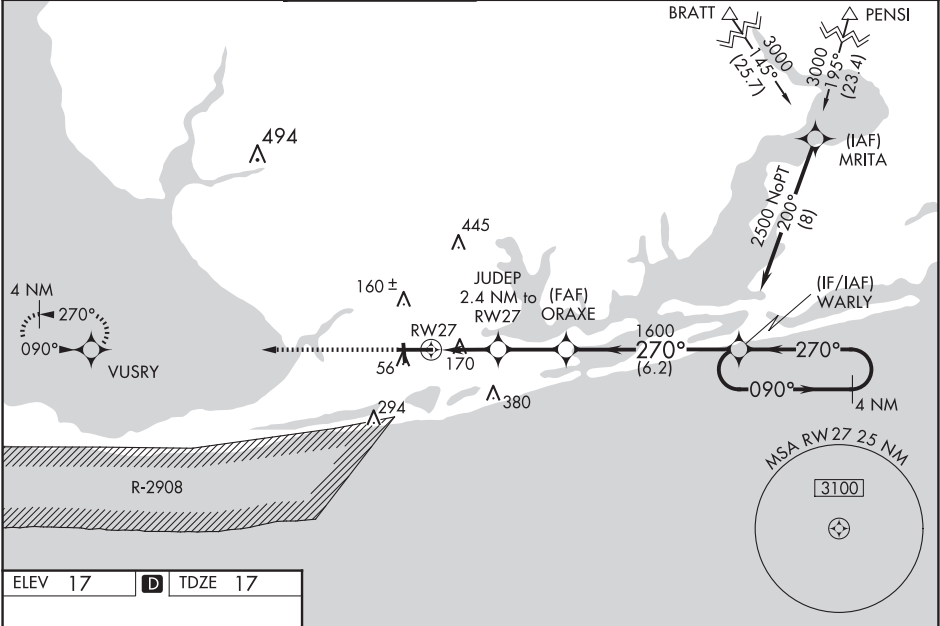 BRATT
PENSI
3000
145°
(25.7)
3000
195°
(23.4)
494
(IAF)
MRITA
2500 NoPT
200°
(8)
445
JUDEP
2.4 NM to
RW27
(FAF)
ORAXE
(IF/IAF)
WARLY
4 NM
270°
090°
VUSRY
160 ±
RW27
56
170
1600
270°
(6.2)
270°
090°
4 NM
380
294
R-2908
MSA RW 27 25 NM
3100
ELEV 17 D TDZE 17